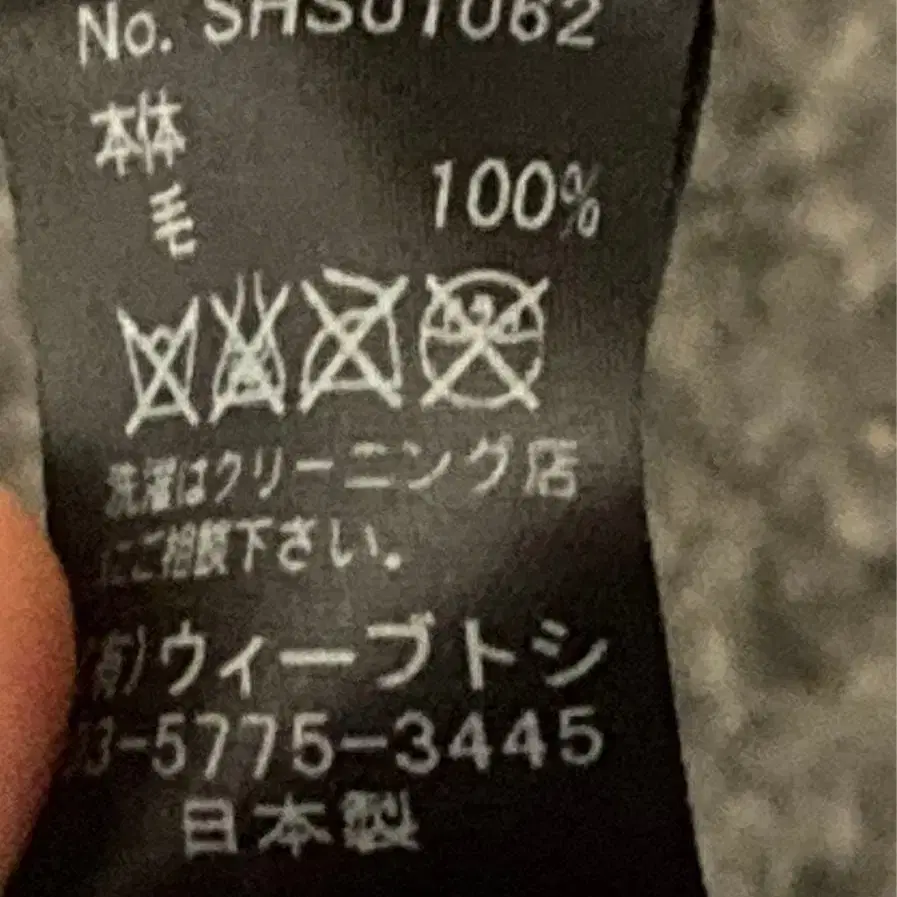 No. SHS01062
本体
毛
100%
洗濯はクリーニング店
にご相談下さい。
(有)ウィーブトシ
03-5775-3445
日本製